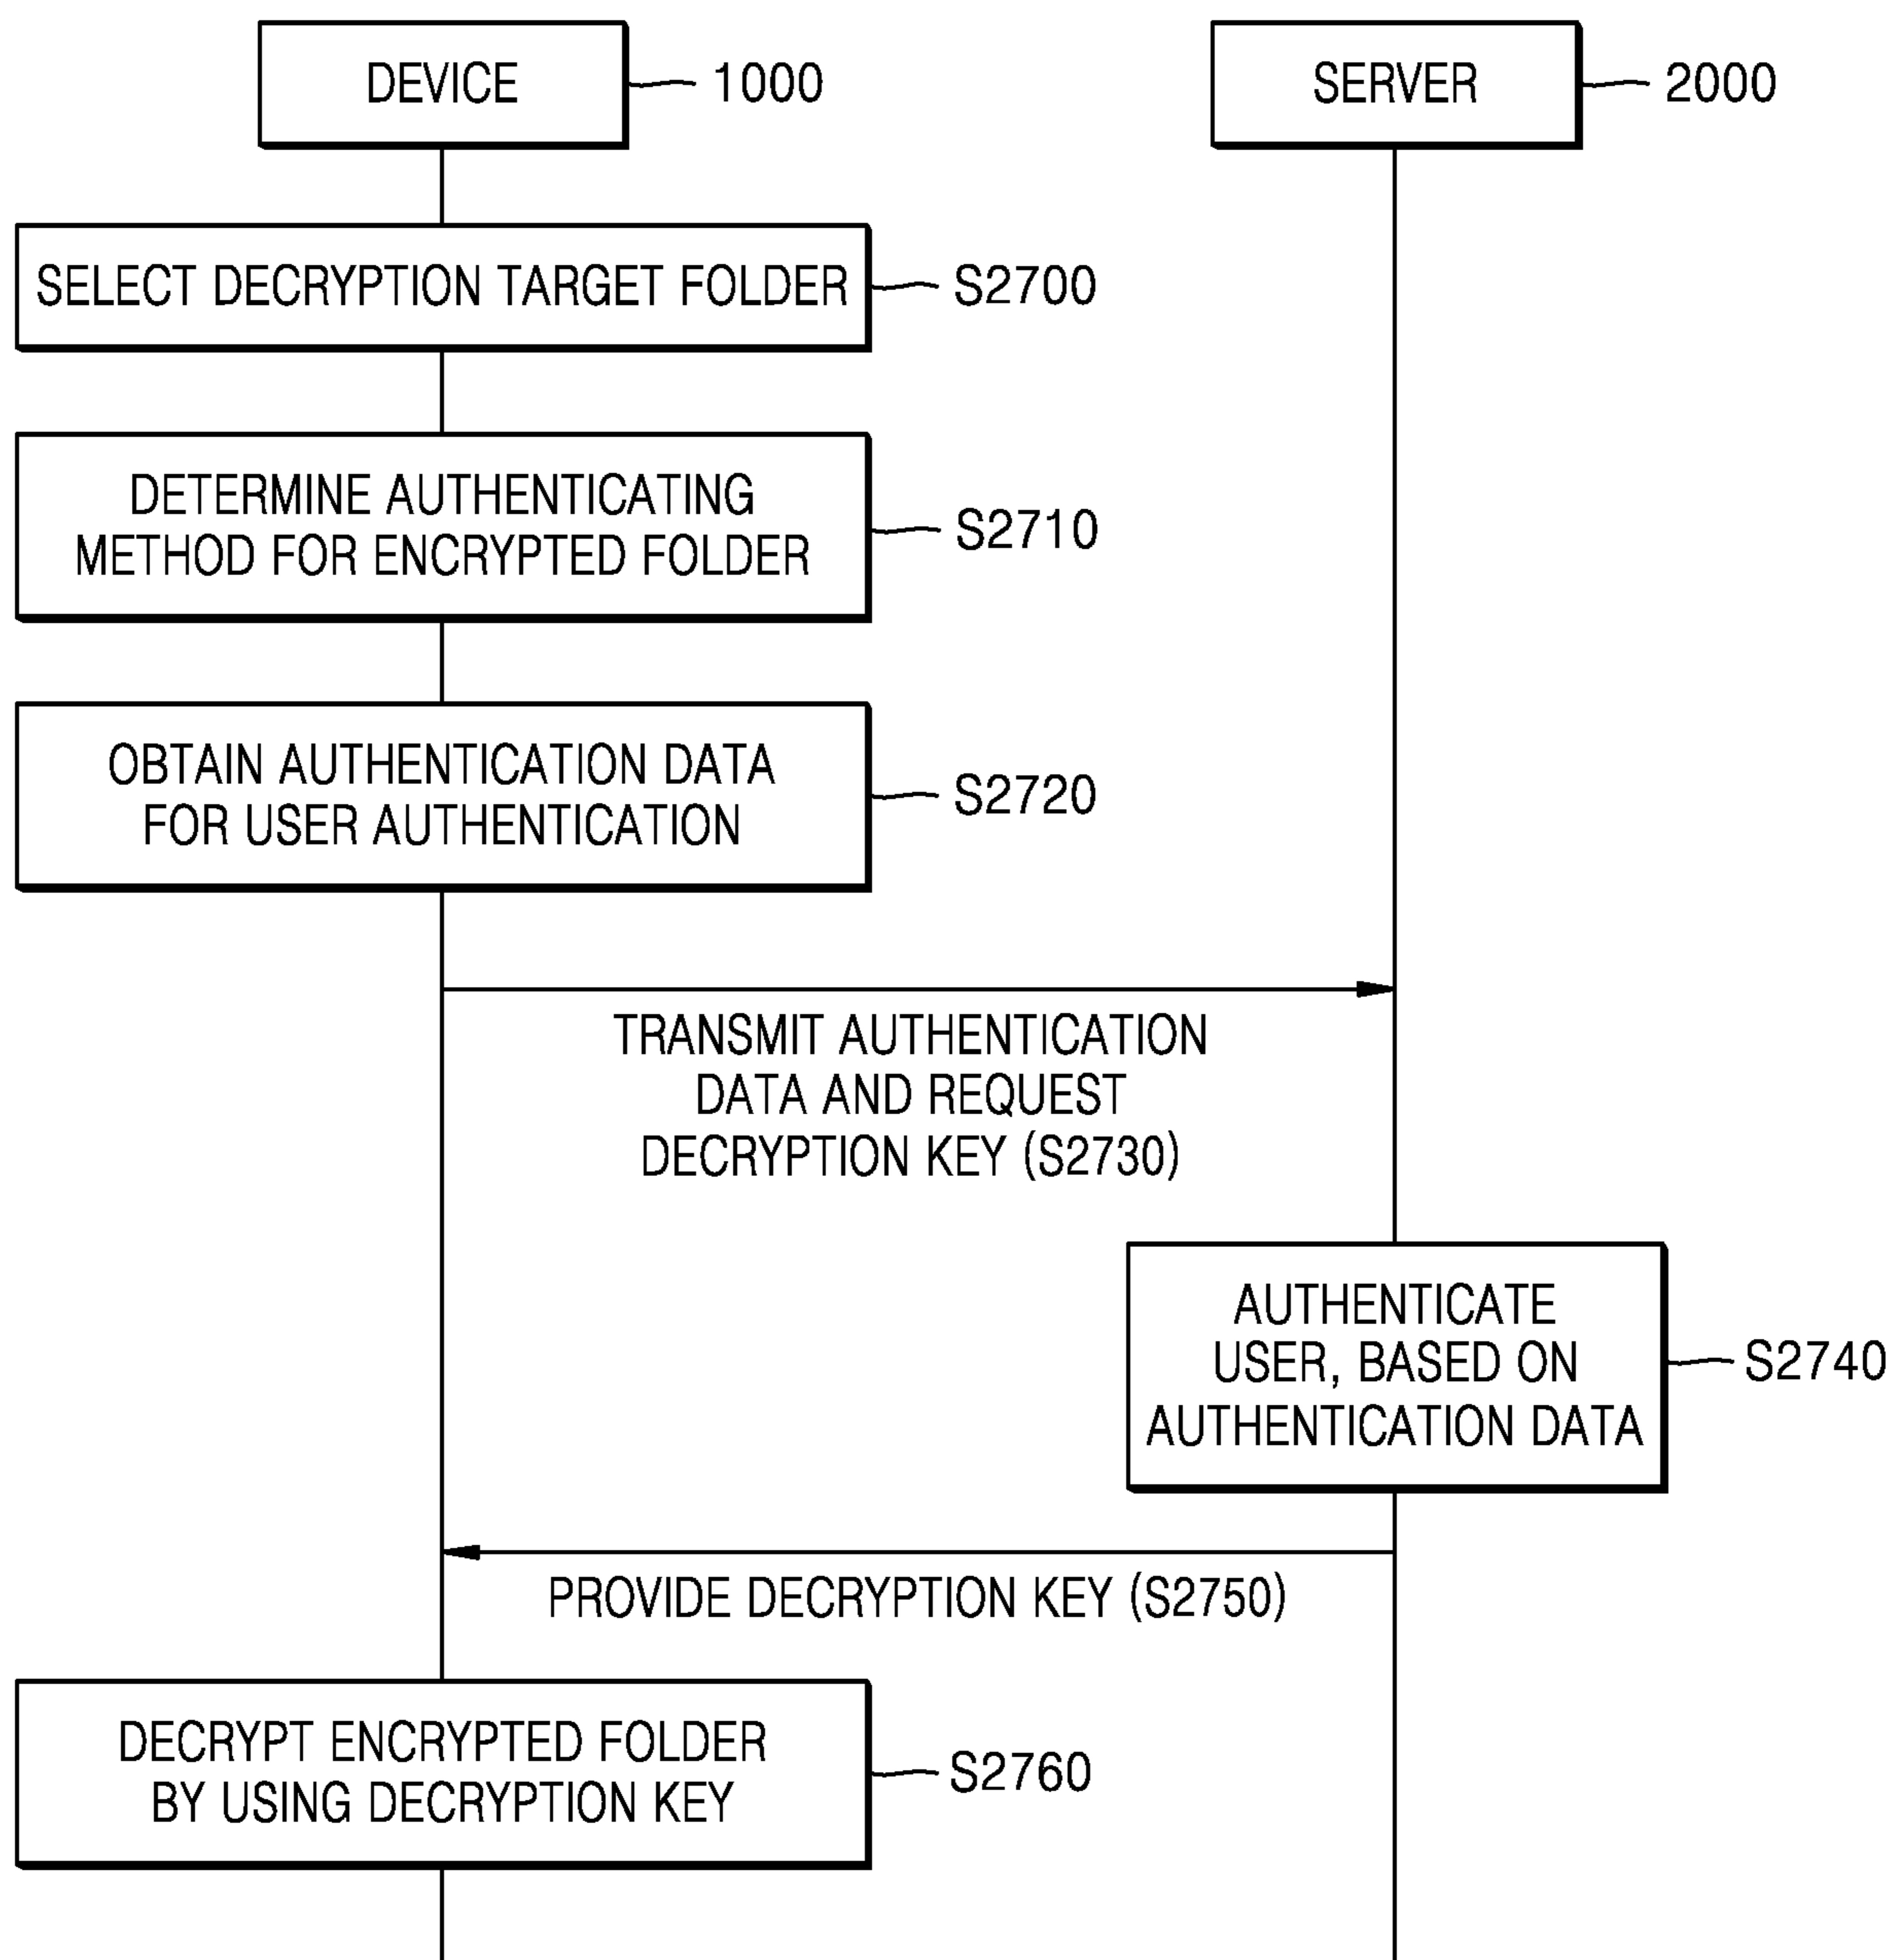 DEVICE
1000
SERVER
2000
SELECT DECRYPTION TARGET FOLDER
S2700
DETERMINE AUTHENTICATING
METHOD FOR ENCRYPTED FOLDER
S2710
OBTAIN AUTHENTICATION DATA
FOR USER AUTHENTICATION
S2720
TRANSMIT AUTHENTICATION
DATA AND REQUEST
DECRYPTION KEY (S2730)
AUTHENTICATE
USER, BASED ON
AUTHENTICATION DATA
S2740
PROVIDE DECRYPTION KEY (S2750)
DECRYPT ENCRYPTED FOLDER
BY USING DECRYPTION KEY
S2760